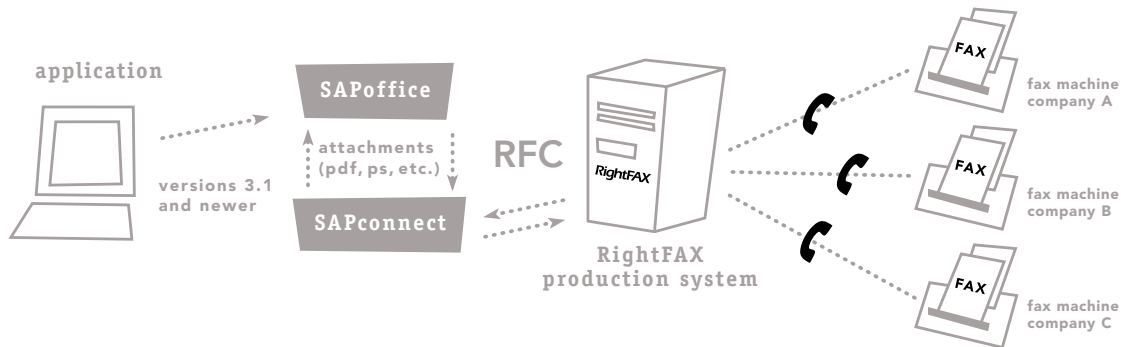 application
versions 3.1
and newer
SAPoffice
attachments
(pdf, ps, etc.)
SAPconnect
RFC
RightFAX
RightFAX
production system
FAX
fax machine
company A
FAX
fax machine
company B
FAX
fax machine
company C